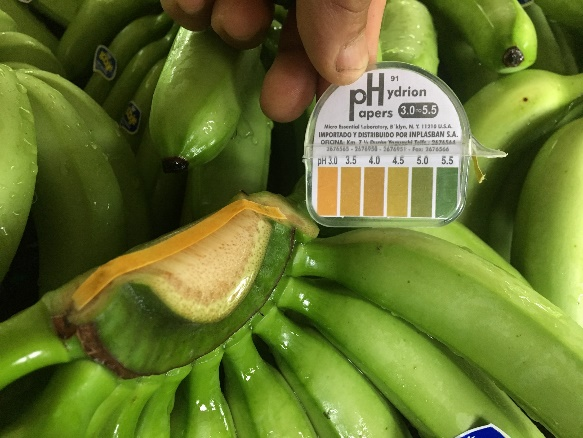 pH 91 ydrion
Papers 3.0~5.5
Micro Essential Laboratory, B'klyn, N. Y. 11210 U.S.A.
IMPORTADO Y DISTRIBUIDO POR INPLASBAN S.A.
pH 3.0 3.5 4.0 4.5 5.0 5.5